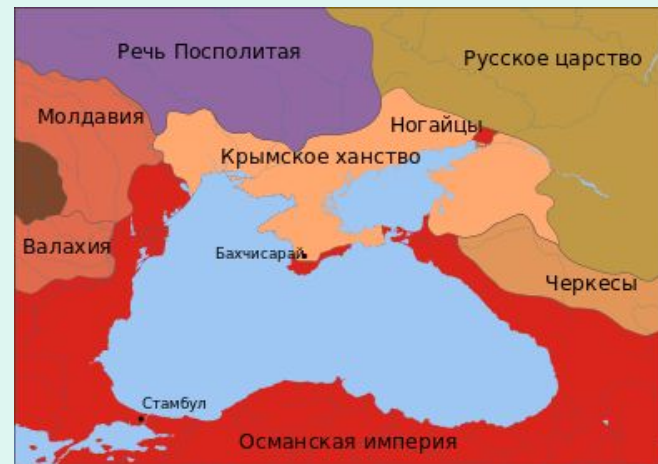 Речь Посполитая
Русское царство
Молдавия
Ногайцы
Крымское ханство
Валахия
Бахчисарай
Черкесы
Стамбул
Османская империя